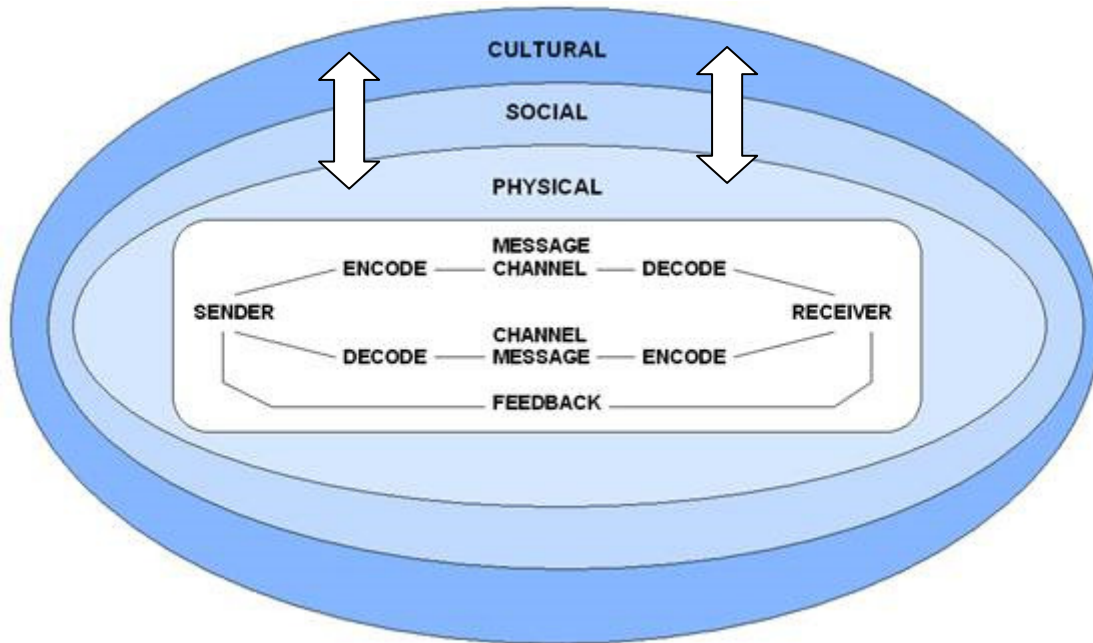 CULTURAL
SOCIAL
PHYSICAL
MESSAGE
ENCODE CHANNEL DECODE
SENDER RECEIVER
CHANNEL
DECODE MESSAGE ENCODE
FEEDBACK